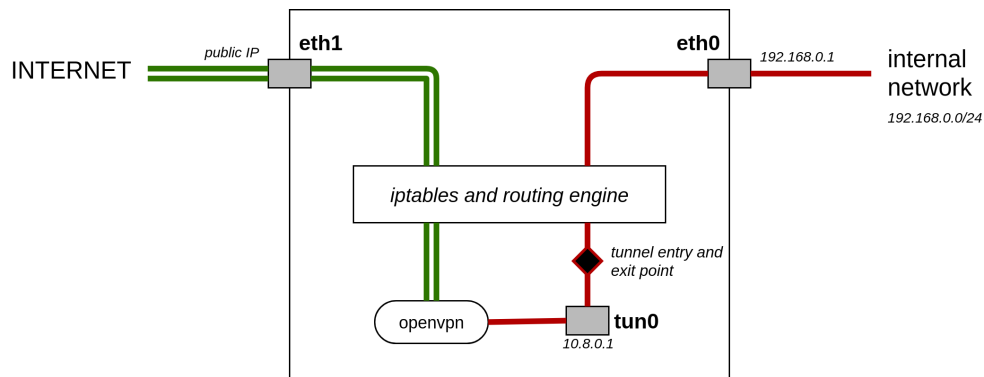 eth1
eth0
public IP
192.168.0.1
INTERNET
internal
network
192.168.0.0/24
iptables and routing engine
tunnel entry and
exit point
openvpn
tun0
10.8.0.1